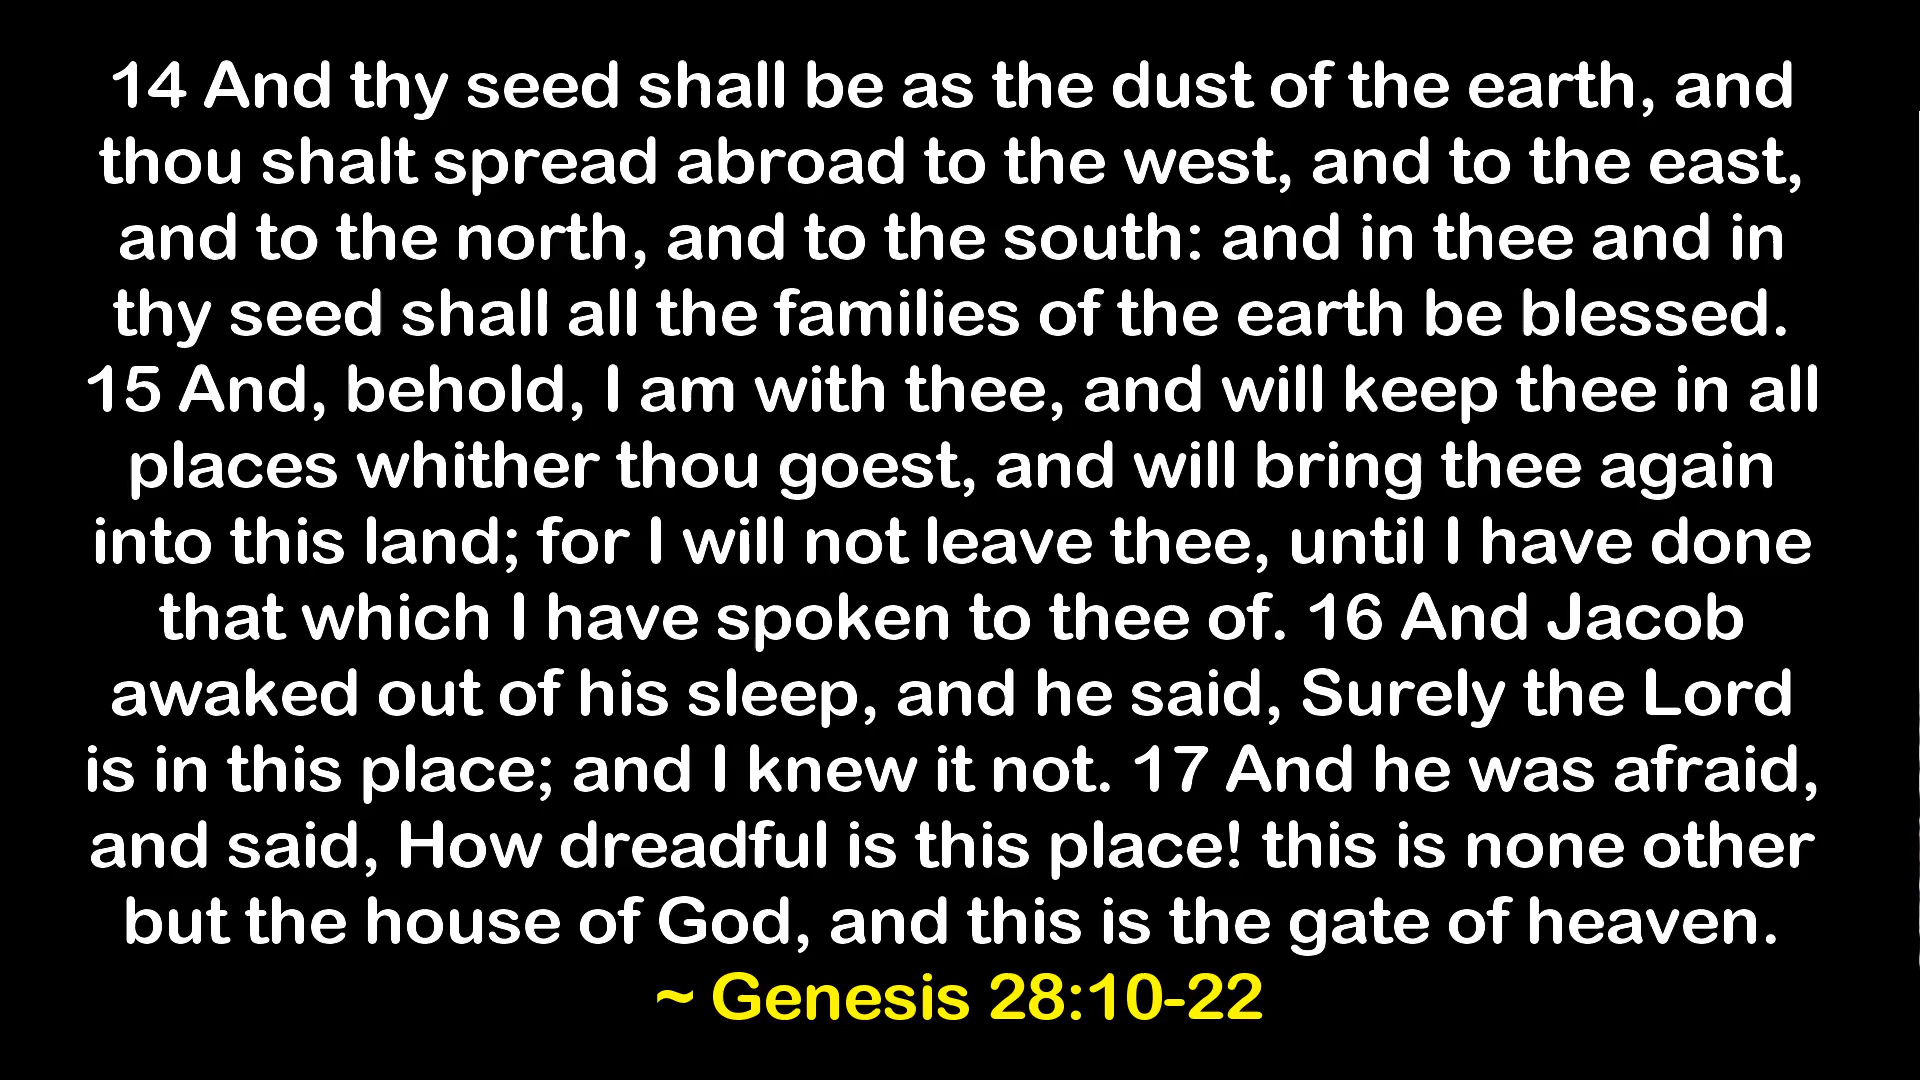 14 And thy seed shall be as the dust of the earth, and
thou shalt spread abroad to the west, and to the east,
and to the north, and to the south: and in thee and in
thy seed shall all the families of the earth be blessed.
15 And, behold, I am with thee, and will keep thee in all
places whither thou goest, and will bring thee again
into this land; for I will not leave thee, until I have done
that which I have spoken to thee of. 16 And Jacob
awaked out of his sleep, and he said, Surely the Lord
is in this place; and I knew it not. 17 And he was afraid,
and said, How dreadful is this place! this is none other
but the house of God, and this is the gate of heaven.
~ Genesis 28:10-22